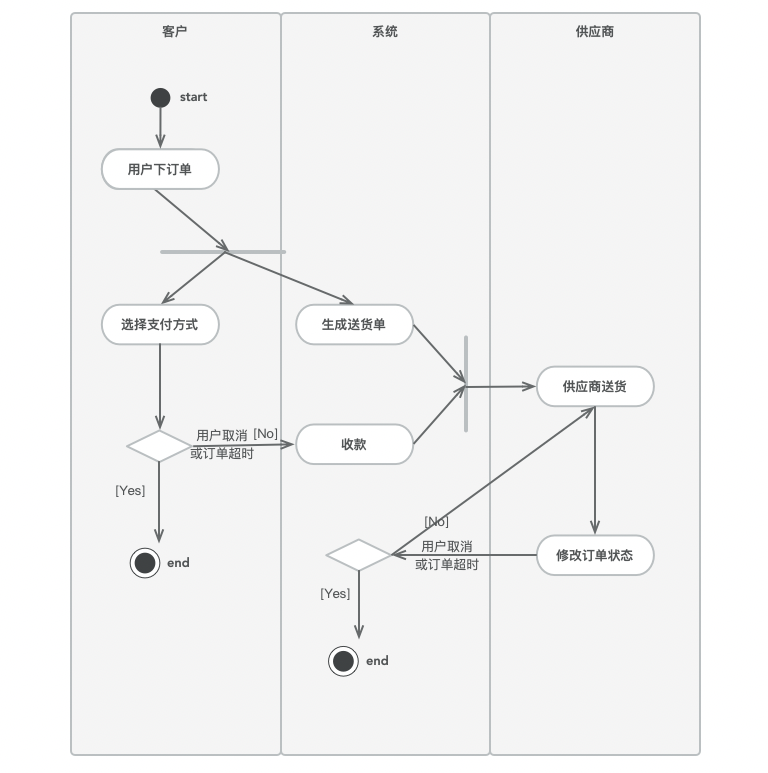 客户
系统
供应商
start
用户下订单
选择支付方式
生成送货单
供应商送货
用户取消
或订单超时
[No]
收款
[Yes]
end
[No]
用户取消
或订单超时
修改订单状态
[Yes]
end